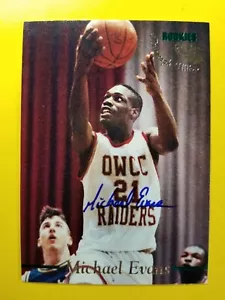 ROOKIES
OWCC
21
Michael Evans
RAIDERS
Michael Evans